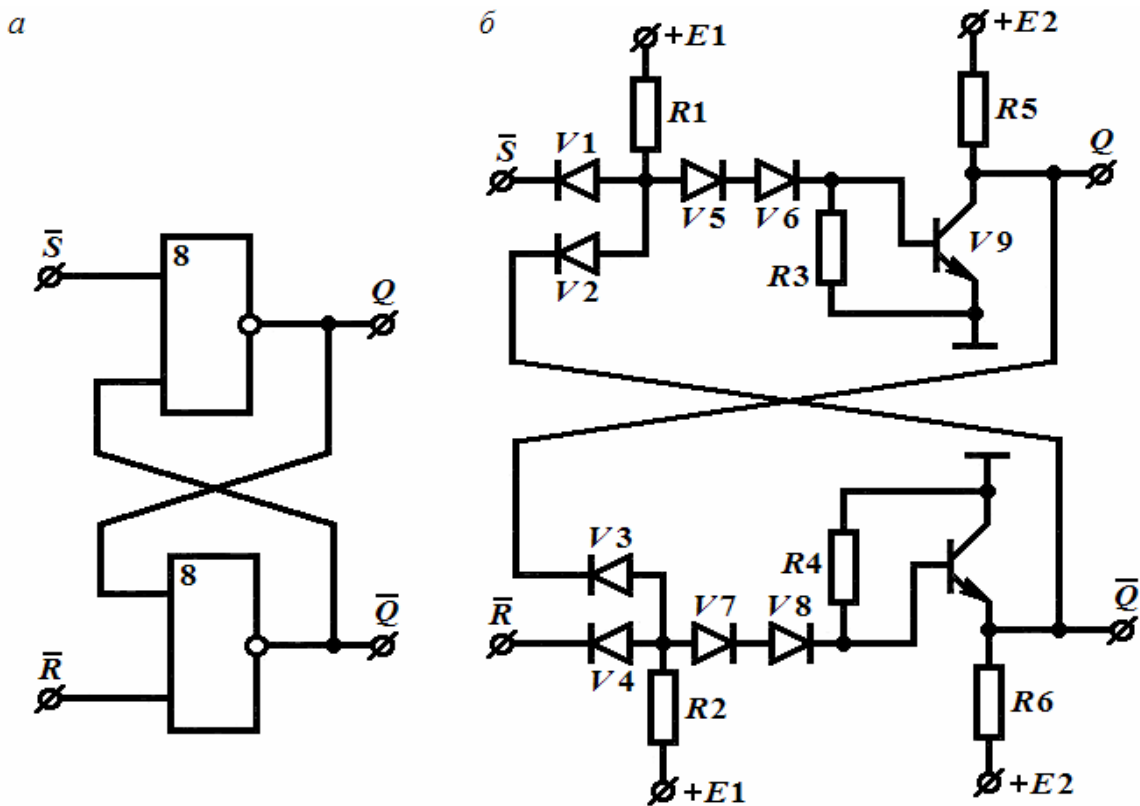 а
S̅
8
Q
8
Q̅
R̅
б
+E1
+E2
R1
R5
S̅
V1
Q
V5
V6
V9
V2
R3
V3
R4
R̅
V7
V8
Q̅
V4
R2
R6
+E1
+E2